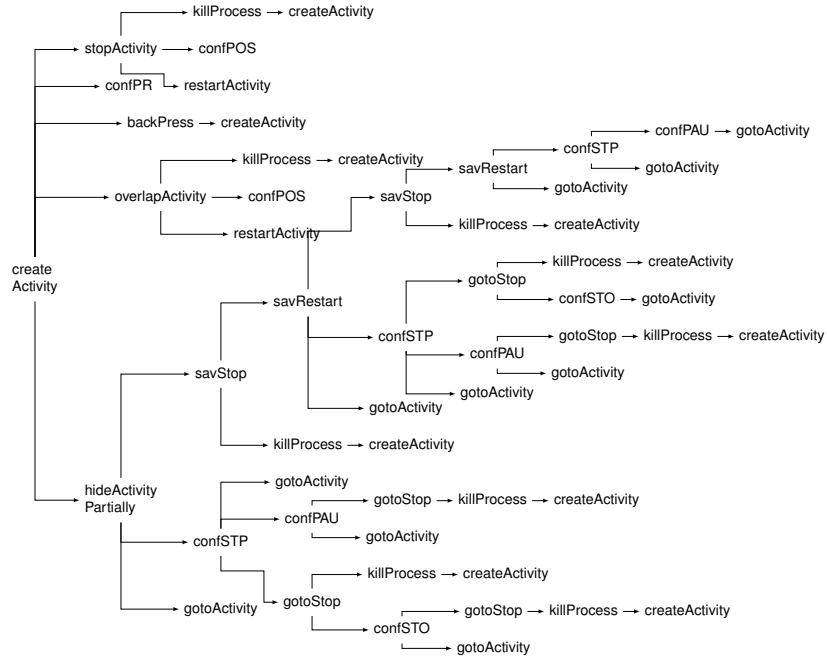 killProcess createActivity
stopActivity confPOS
confPR restartActivity
backPress createActivity
confPAU gotoActivity
confSTP
killProcess createActivity
savRestart gotoActivity
gotoActivity
overlapActivity confPOS savStop
killProcess createActivity
restartActivity
create
Activity
killProcess createActivity
gotoStop
savRestart confSTO gotoActivity
confSTP gotoStop killProcess createActivity
confPAU
savStop gotoActivity
gotoActivity
gotoActivity
killProcess createActivity
hideActivity
Partially
gotoActivity
gotoStop killProcess createActivity
confPAU
gotoActivity
confSTP
killProcess createActivity
gotoActivity gotoStop
gotoStop killProcess createActivity
confSTO
gotoActivity